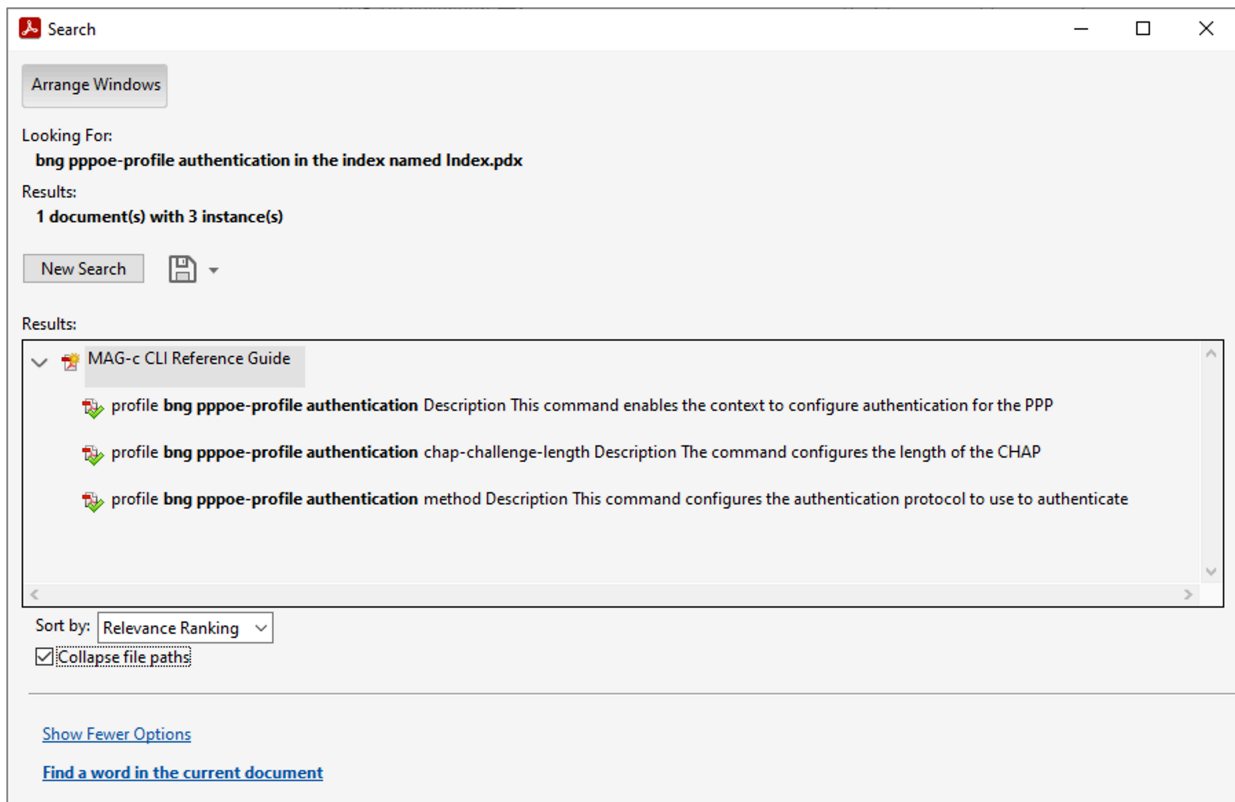 Search
Arrange Windows
Looking For:
bng pppoe-profile authentication in the index named Index.pdx
Results:
1 document(s) with 3 instance(s)
New Search
Results:
MAG-c CLI Reference Guide
profile bng pppoe-profile authentication Description This command enables the context to configure authentication for the PPP
profile bng pppoe-profile authentication chap-challenge-length Description The command configures the length of the CHAP
profile bng pppoe-profile authentication method Description This command configures the authentication protocol to use to authenticate
Sort by: Relevance Ranking
Collapse file paths
Show Fewer Options
Find a word in the current document